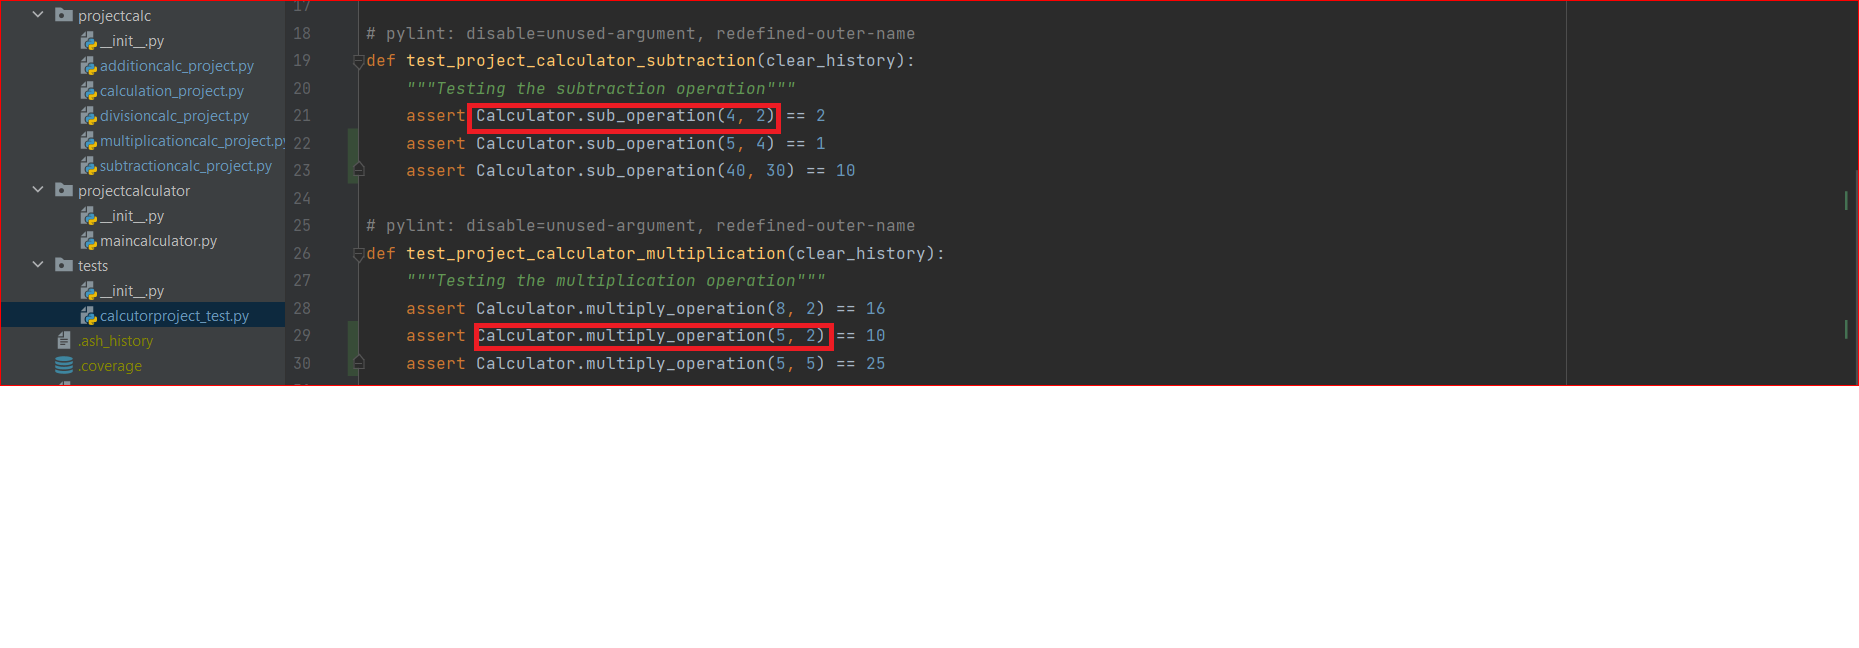 projectcalc
__init__.py
additioncalc_project.py
calculation_project.py
divisioncalc_project.py
multiplicationcalc_project.py
subtractioncalc_project.py
projectcalculator
__init__.py
maincalculator.py
tests
__init__.py
calcutorproject_test.py
.ash_history
.coverage
17
18 # pylint: disable=unused-argument, redefined-outer-name
19 def test_project_calculator_subtraction(clear_history):
20 """Testing the subtraction operation"""
21 assert Calculator.sub_operation(4, 2) == 2
22 assert Calculator.sub_operation(5, 4) == 1
23 assert Calculator.sub_operation(40, 30) == 10
24
25 # pylint: disable=unused-argument, redefined-outer-name
26 def test_project_calculator_multiplication(clear_history):
27 """Testing the multiplication operation"""
28 assert Calculator.multiply_operation(8, 2) == 16
29 assert Calculator.multiply_operation(5, 2) == 10
30 assert Calculator.multiply_operation(5, 5) == 25